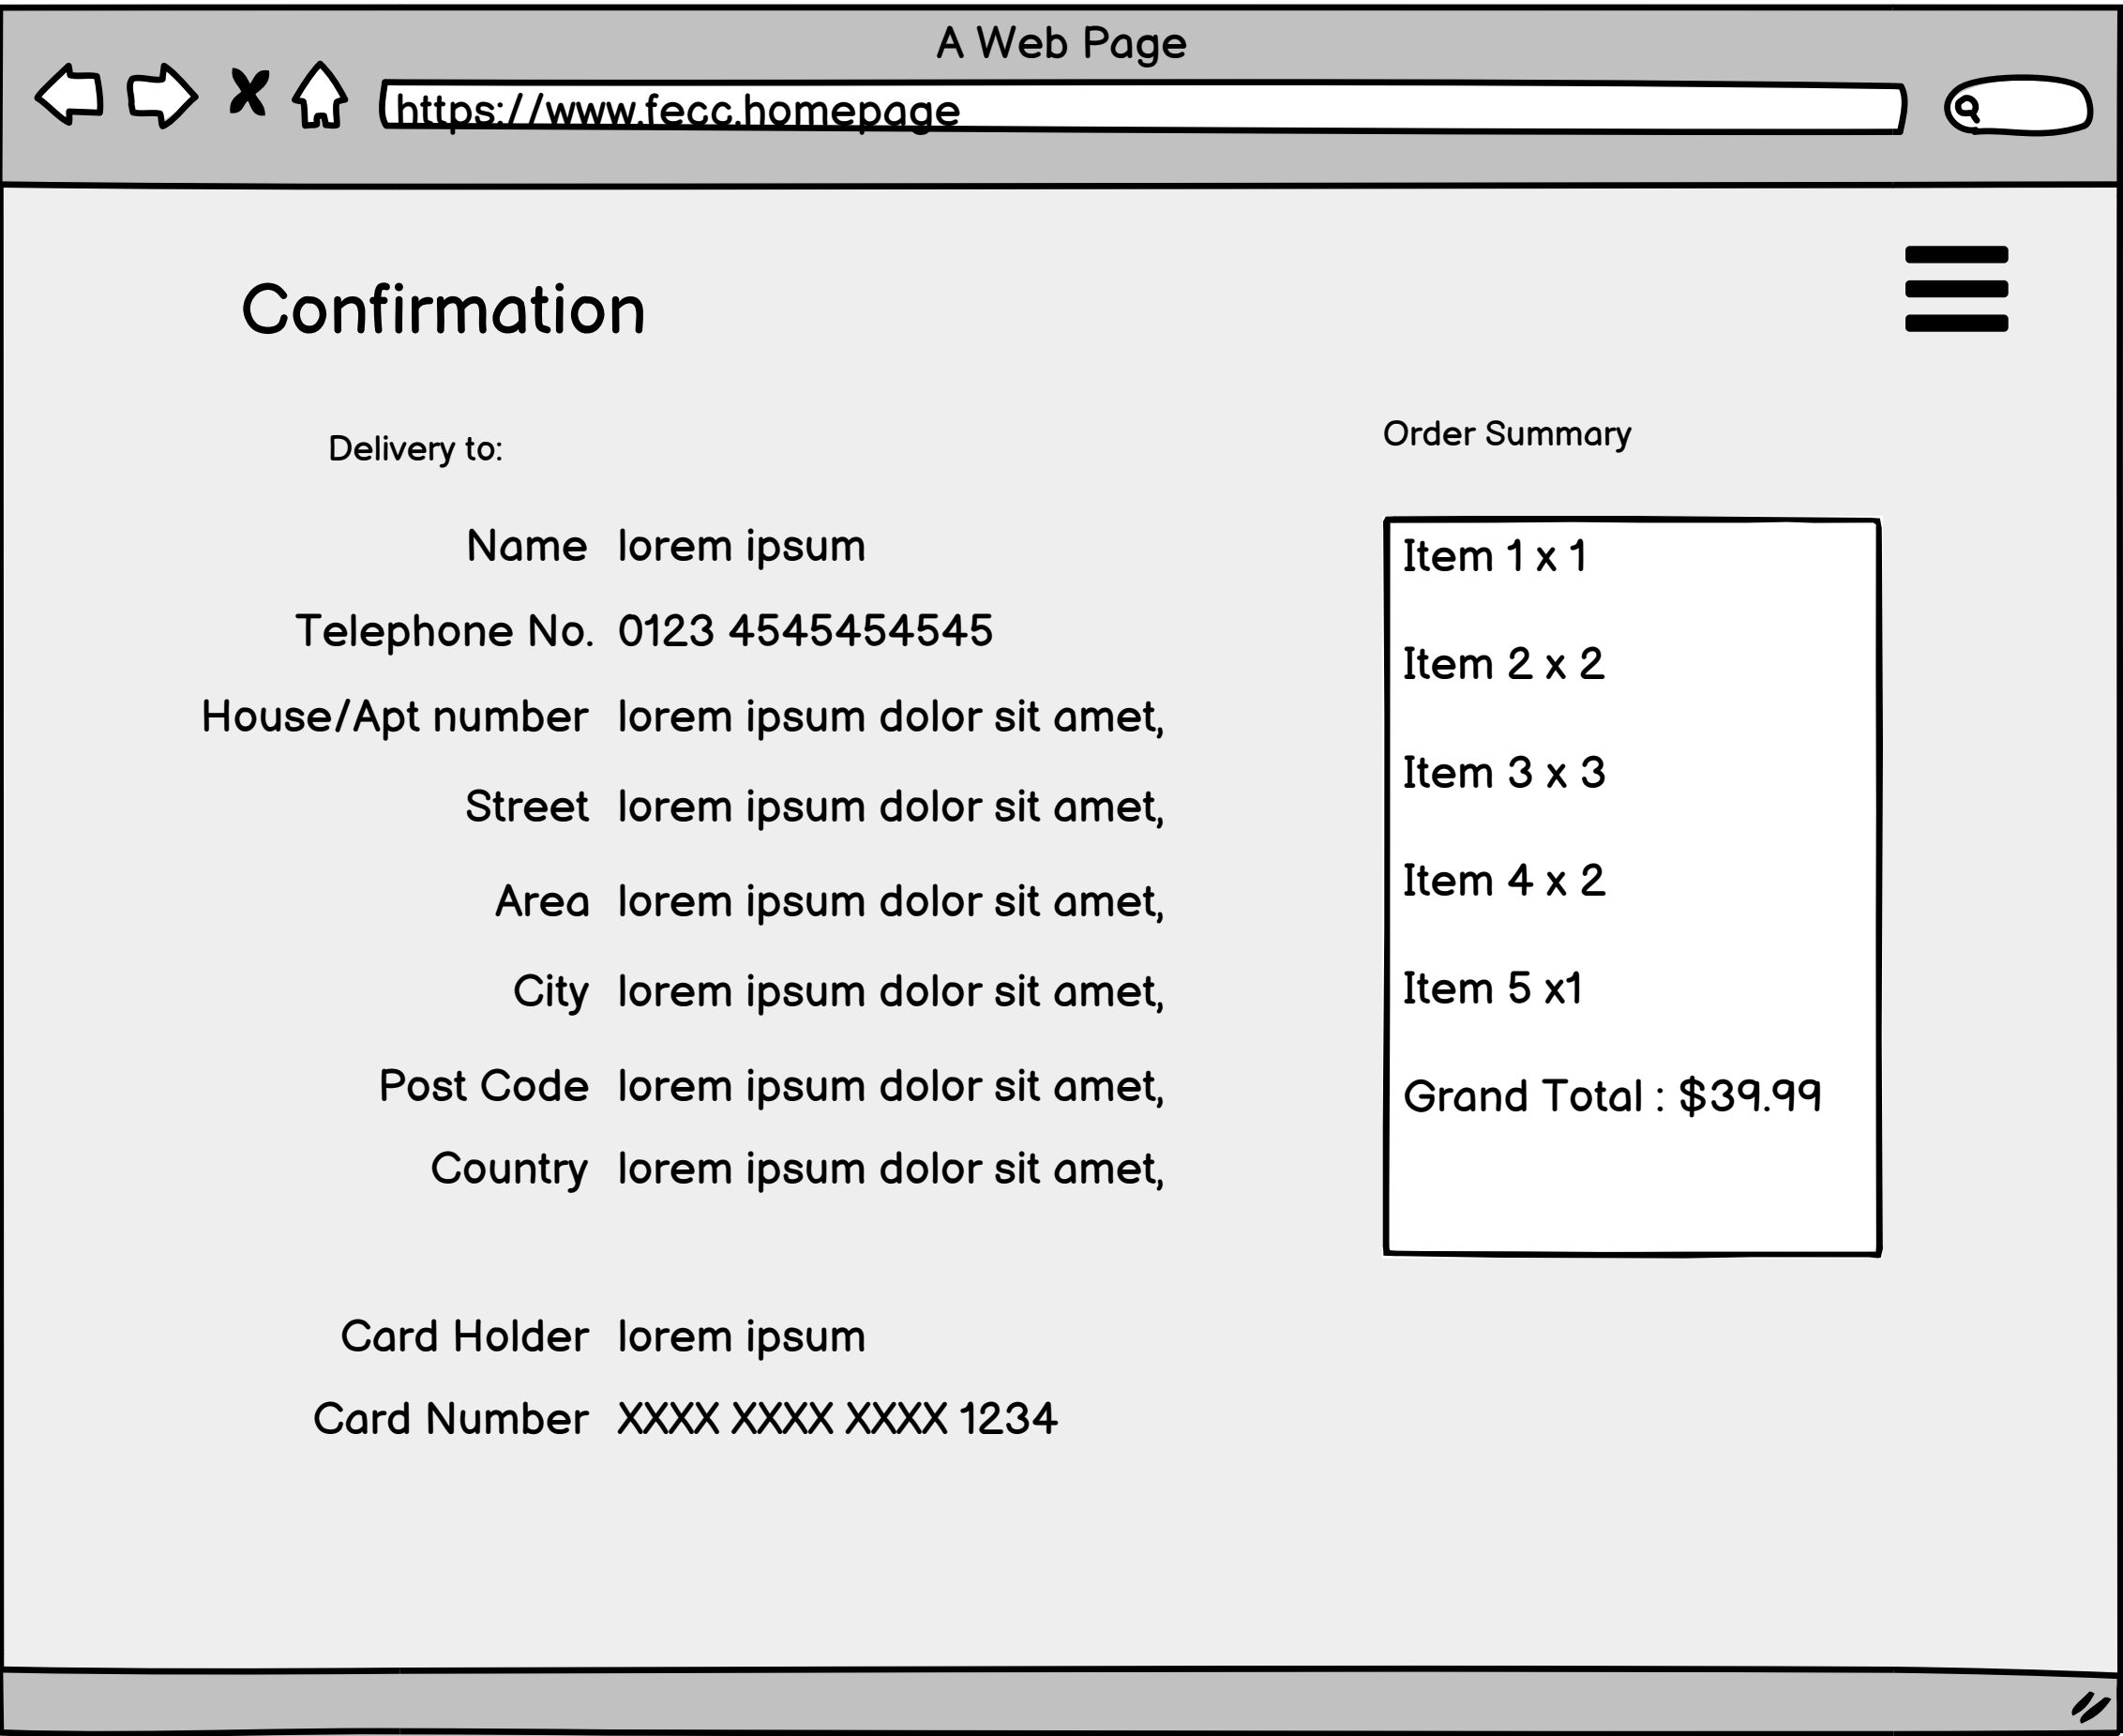 A Web Page
https://www.fecc.homepage
Confirmation
Delivery to:
Name lorem ipsum
Telephone No. 0123 4545454545
House/Apt number lorem ipsum dolor sit amet,
Street lorem ipsum dolor sit amet,
Area lorem ipsum dolor sit amet,
City lorem ipsum dolor sit amet,
Post Code lorem ipsum dolor sit amet,
Country lorem ipsum dolor sit amet,
Card Holder lorem ipsum
Card Number XXXX XXXX XXXX 1234
Order Summary
Item 1 x 1
Item 2 x 2
Item 3 x 3
Item 4 x 2
Item 5 x1
Grand Total : $39.99